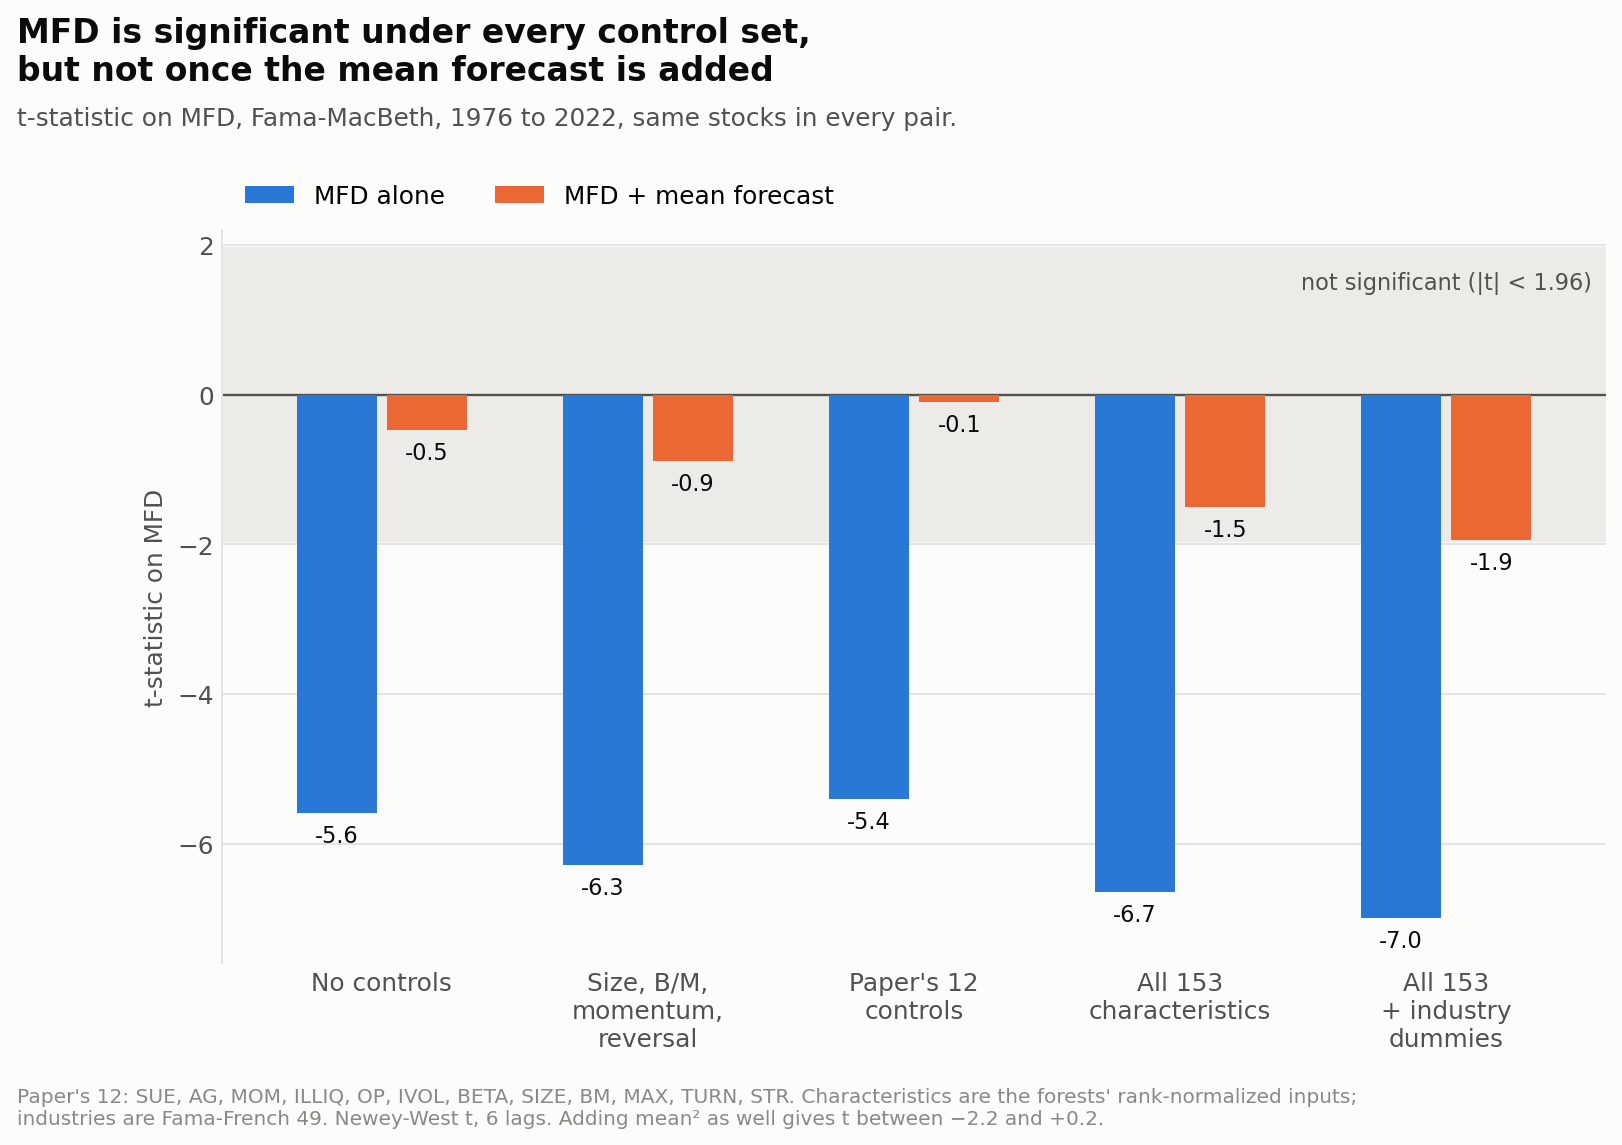 MFD is significant under every control set,
but not once the mean forecast is added
t-statistic on MFD, Fama-MacBeth, 1976 to 2022, same stocks in every pair.
MFD alone
MFD + mean forecast
2
not significant (|t| < 1.96)
0
-0.5
-0.9
-0.1
-1.5
-1.9
−2
t-statistic on MFD
−4
−6
-5.6
-6.3
-5.4
-6.7
-7.0
No controls
Size, B/M,
momentum,
reversal
Paper's 12
controls
All 153
characteristics
All 153
+ industry
dummies
Paper's 12: SUE, AG, MOM, ILLIQ, OP, IVOL, BETA, SIZE, BM, MAX, TURN, STR. Characteristics are the forests' rank-normalized inputs;
industries are Fama-French 49. Newey-West t, 6 lags. Adding mean² as well gives t between −2.2 and +0.2.